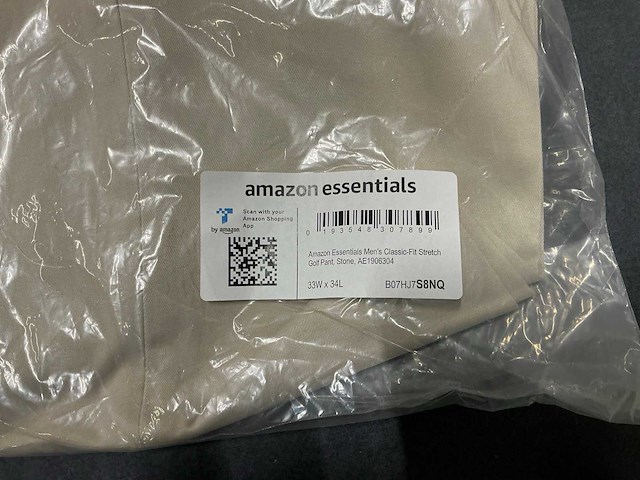 amazon essentials
Scan with your
Amazon Shopping
App
by amazon
0 193548 307899
Amazon Essentials Men's Classic-Fit Stretch
Golf Pant, Stone, AE1906304
33W x 34L
B07HJ7S8NQ